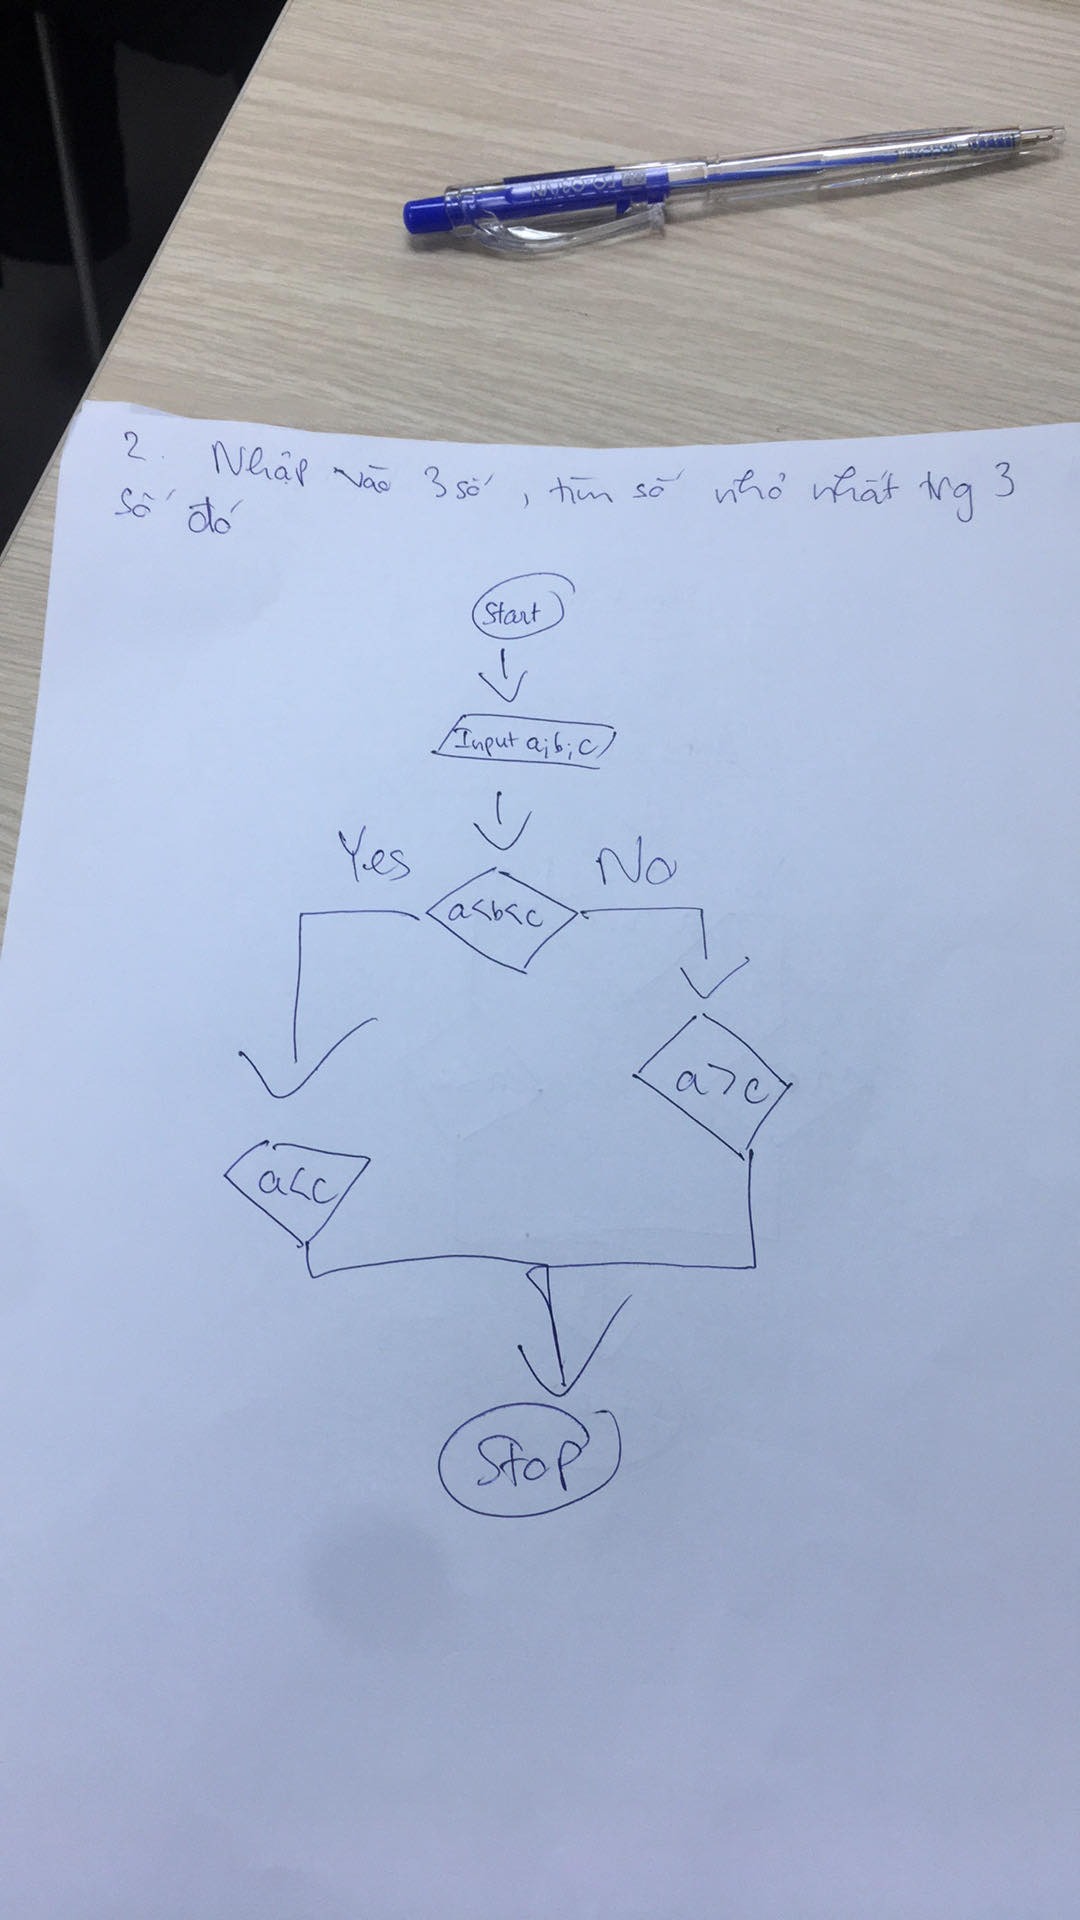 2. Nhập vào 3 số, tìm số nhỏ nhất trg 3
số đó
Start
Input a;b;c
Yes
No
a<b<c
a>c
a<c
Stop